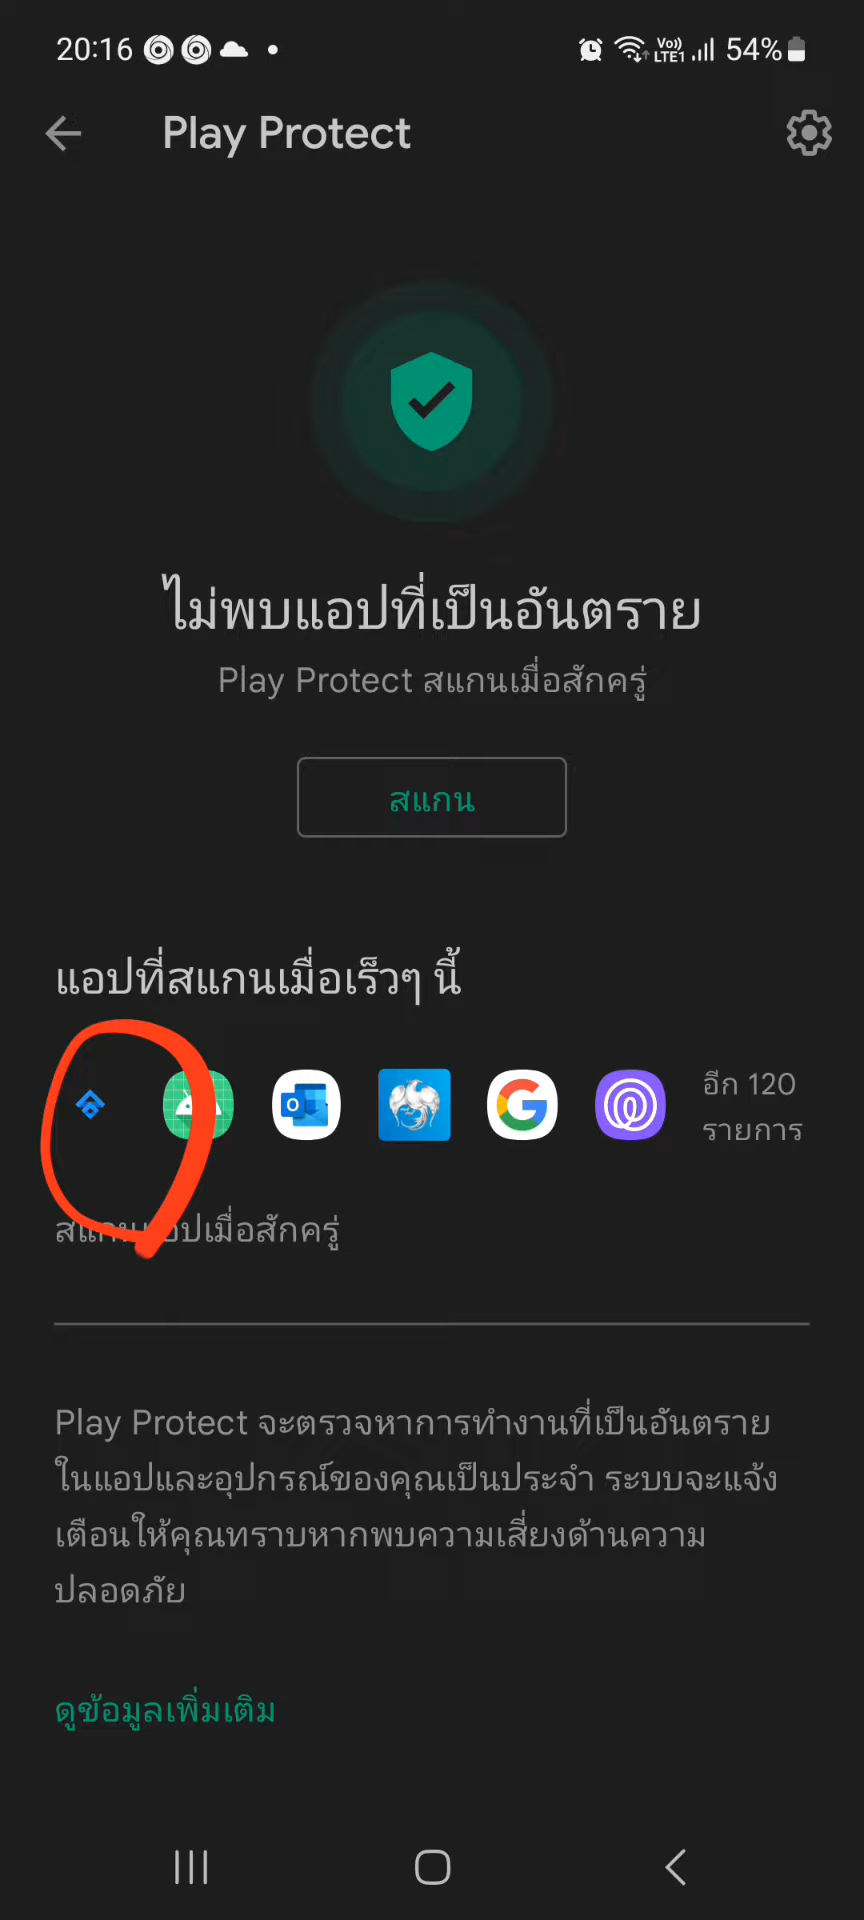 20:16 Vo)) LTE1 54%
Play Protect
ไม่พบแอปที่เป็นอันตราย
Play Protect สแกนเมื่อสักครู่
สแกน
แอปที่สแกนเมื่อเร็วๆ นี้
อีก 120
รายการ
สแกนแอปเมื่อสักครู่
Play Protect จะตรวจหาการทำงานที่เป็นอันตราย
ในแอปและอุปกรณ์ของคุณเป็นประจำ ระบบจะแจ้ง
เตือนให้คุณทราบหากพบความเสี่ยงด้านความ
ปลอดภัย
ดูข้อมูลเพิ่มเติม